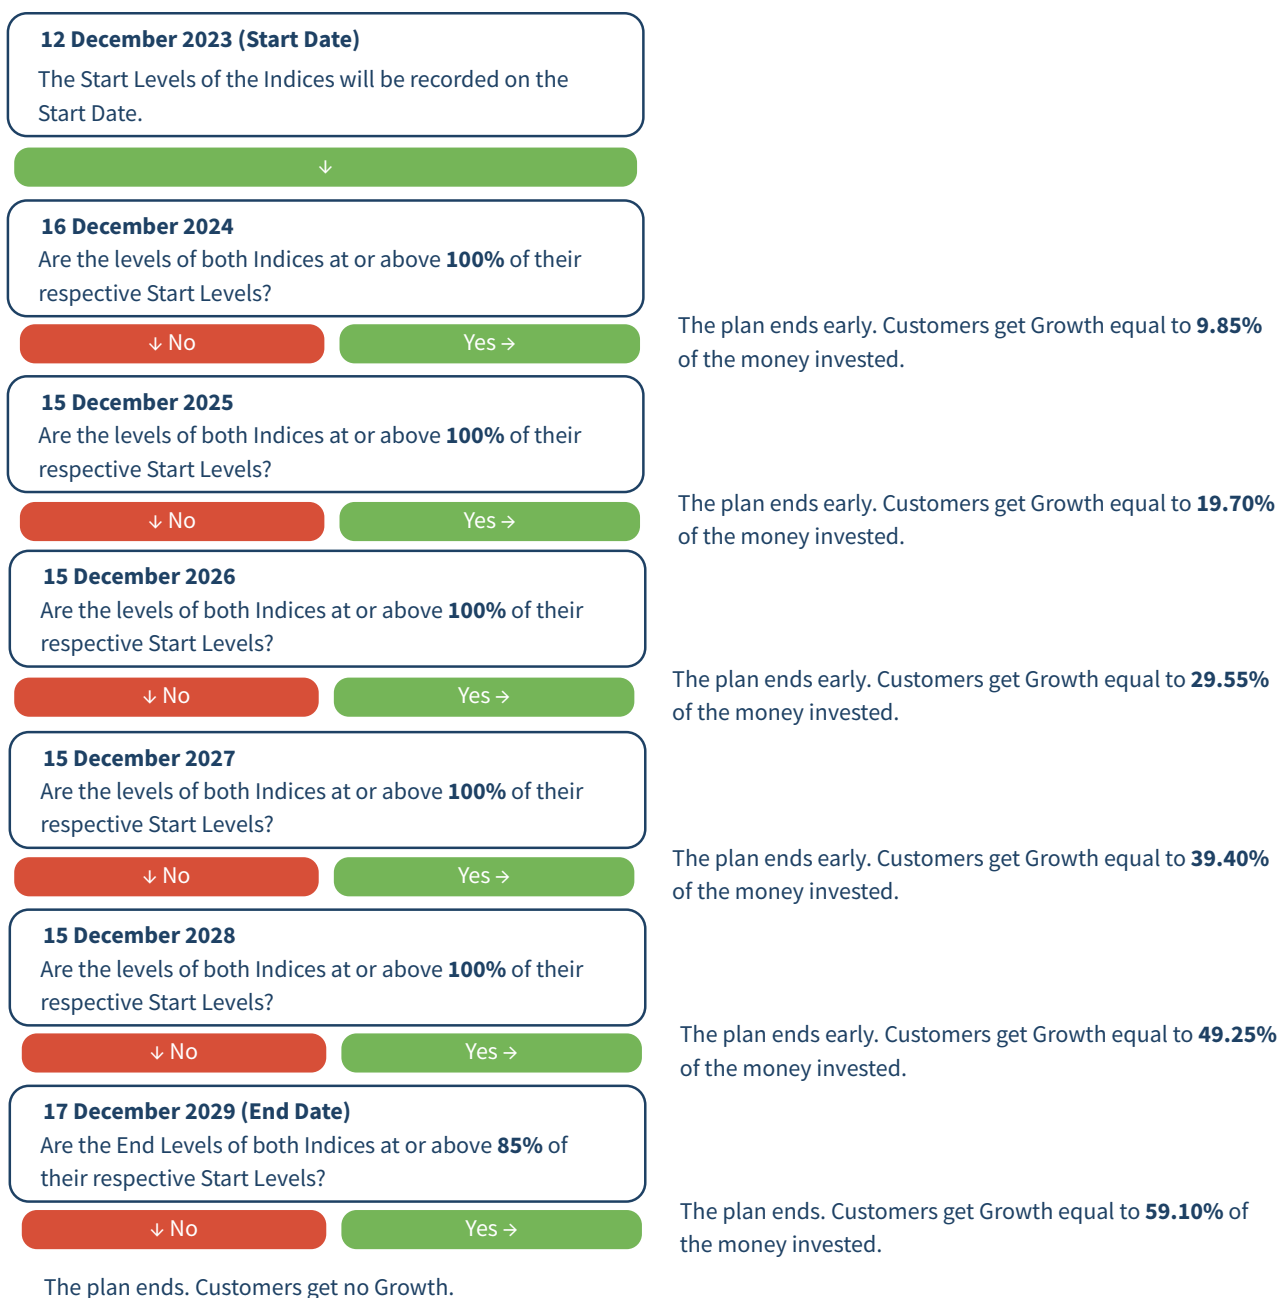 12 December 2023 (Start Date)
The Start Levels of the Indices will be recorded on the
Start Date.
↓
16 December 2024
Are the levels of both Indices at or above 100% of their
respective Start Levels?
↓ No
Yes →
The plan ends early. Customers get Growth equal to 9.85%
of the money invested.
15 December 2025
Are the levels of both Indices at or above 100% of their
respective Start Levels?
↓ No
Yes →
The plan ends early. Customers get Growth equal to 19.70%
of the money invested.
15 December 2026
Are the levels of both Indices at or above 100% of their
respective Start Levels?
↓ No
Yes →
The plan ends early. Customers get Growth equal to 29.55%
of the money invested.
15 December 2027
Are the levels of both Indices at or above 100% of their
respective Start Levels?
↓ No
Yes →
The plan ends early. Customers get Growth equal to 39.40%
of the money invested.
15 December 2028
Are the levels of both Indices at or above 100% of their
respective Start Levels?
↓ No
Yes →
The plan ends early. Customers get Growth equal to 49.25%
of the money invested.
17 December 2029 (End Date)
Are the End Levels of both Indices at or above 85% of
their respective Start Levels?
↓ No
Yes →
The plan ends. Customers get Growth equal to 59.10% of
the money invested.
The plan ends. Customers get no Growth.